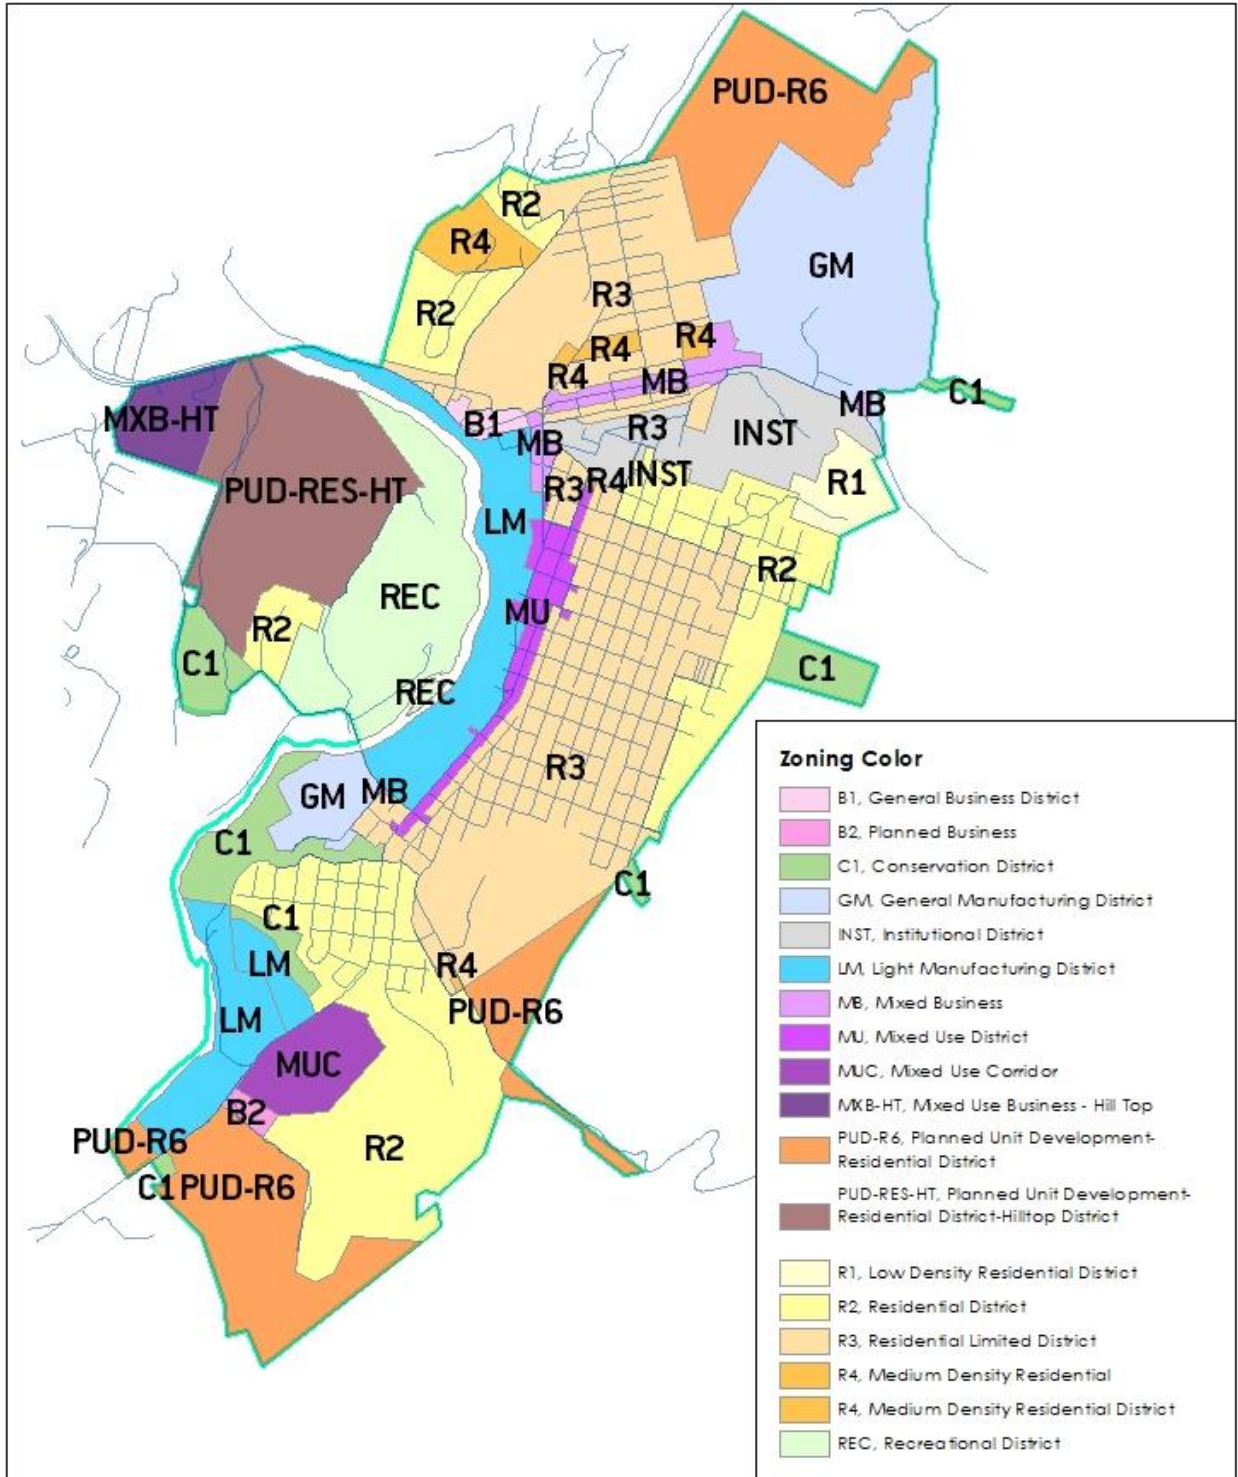 PUD-R6
R2
R4
GM
R2
R3
R4
R4
R4
MB
C1
MB
MXB-HT
B1
R3
INST
MB
INST
R4
R3
R1
PUD-RES-HT
LM
R2
REC
MU
R2
C1
C1
REC
R3
GM
MB
C1
C1
C1
LM
R4
PUD-R6
LM
MUC
B2
PUD-R6
R2
C1
PUD-R6
Zoning Color
B1, General Business District
B2, Planned Business
C1, Conservation District
GM, General Manufacturing District
INST, Institutional District
LM, Light Manufacturing District
MB, Mixed Business
MU, Mixed Use District
MUC, Mixed Use Corridor
MXB-HT, Mixed Use Business - Hill Top
PUD-R6, Planned Unit Development-
Residential District
PUD-RES-HT, Planned Unit Development-
Residential District-Hilltop District
R1, Low Density Residential District
R2, Residential District
R3, Residential Limited District
R4, Medium Density Residential
R4, Medium Density Residential District
REC, Recreational District